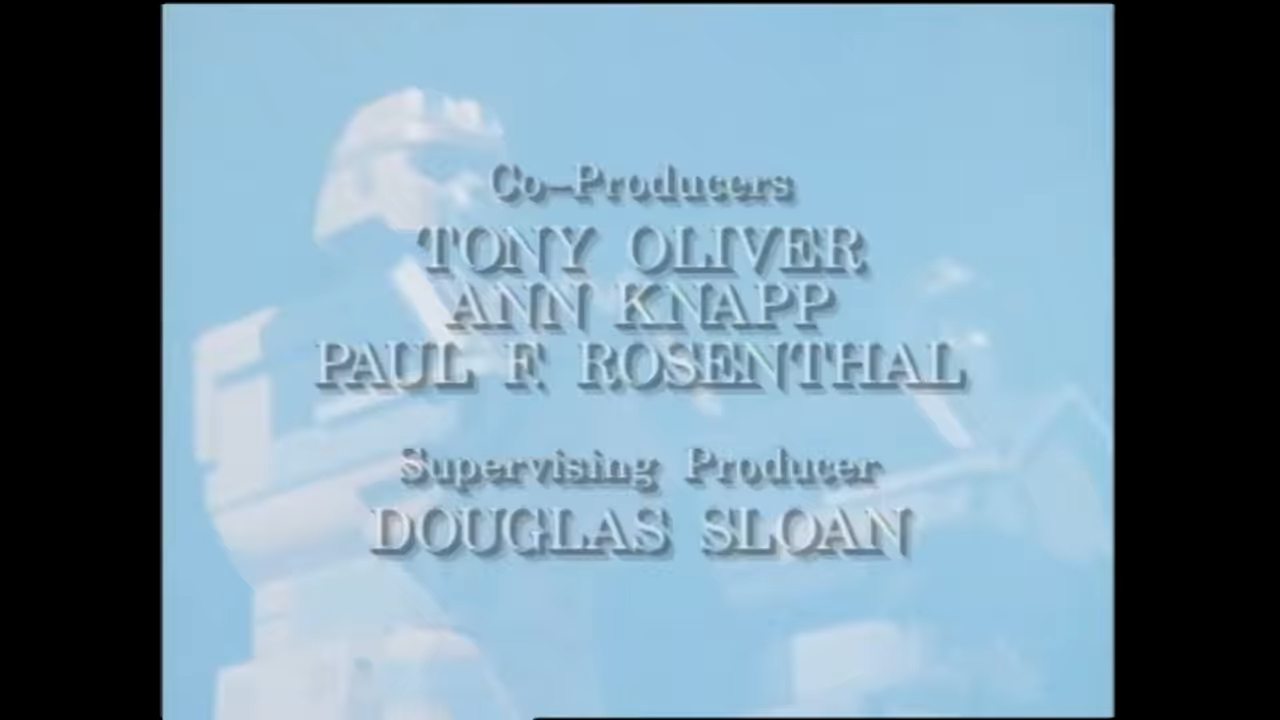 Co-Producers
TONY OLIVER
ANN KNAPP
PAUL F. ROSENTHAL
Supervising Producer
DOUGLAS SLOAN